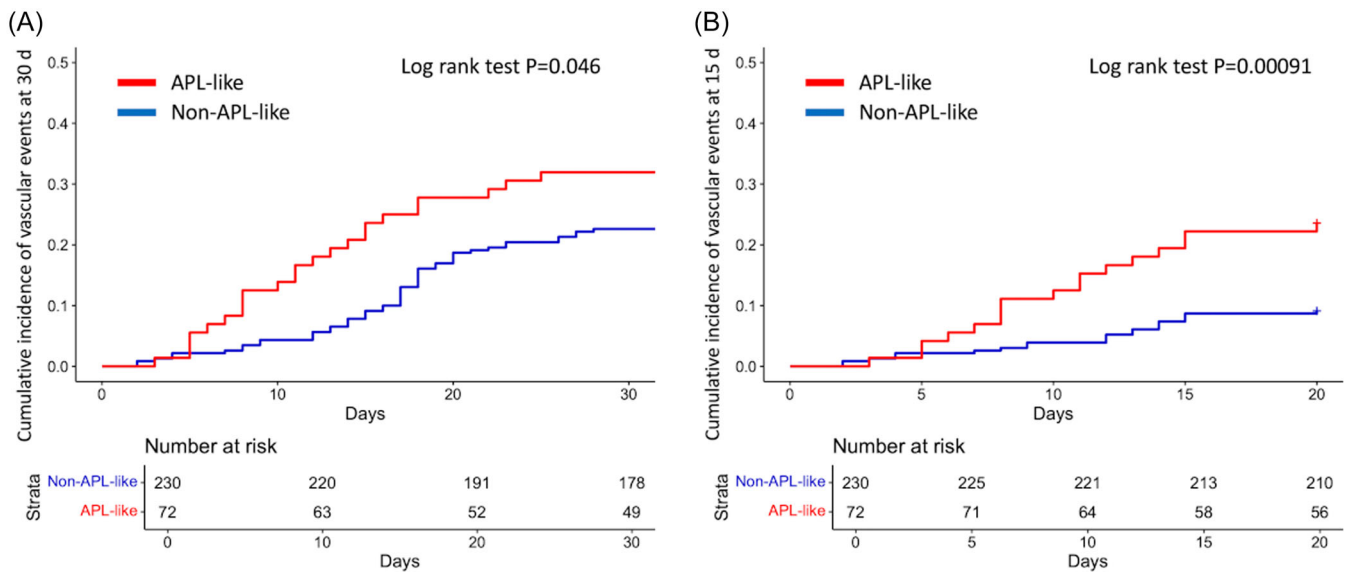 (A)
Cumulative incidence of vascular events at 30 d
Log rank test P=0.046
APL-like
Non-APL-like
0.5
0.4
0.3
0.2
0.1
0.0
0 10 20 30
Days
Number at risk
Strata
Non-APL-like 230 220 191 178
APL-like 72 63 52 49
0 10 20 30
Days
(B)
Cumulative incidence of vascular events at 15 d
Log rank test P=0.00091
APL-like
Non-APL-like
0.5
0.4
0.3
0.2
0.1
0.0
0 5 10 15 20
Days
Number at risk
Strata
Non-APL-like 230 225 221 213 210
APL-like 72 71 64 58 56
0 5 10 15 20
Days